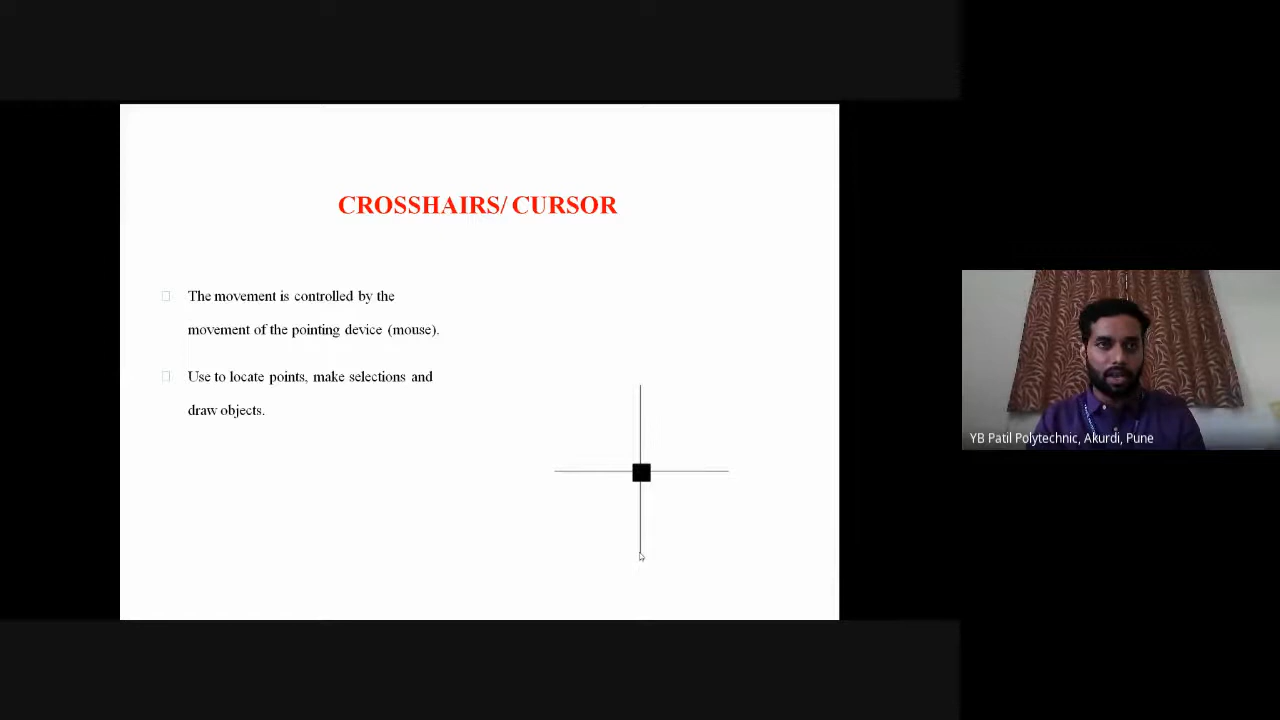 CROSSHAIRS/ CURSOR
The movement is controlled by the
movement of the pointing device (mouse).
Use to locate points, make selections and
draw objects.
YB Patil Polytechnic, Akurdi, Pune